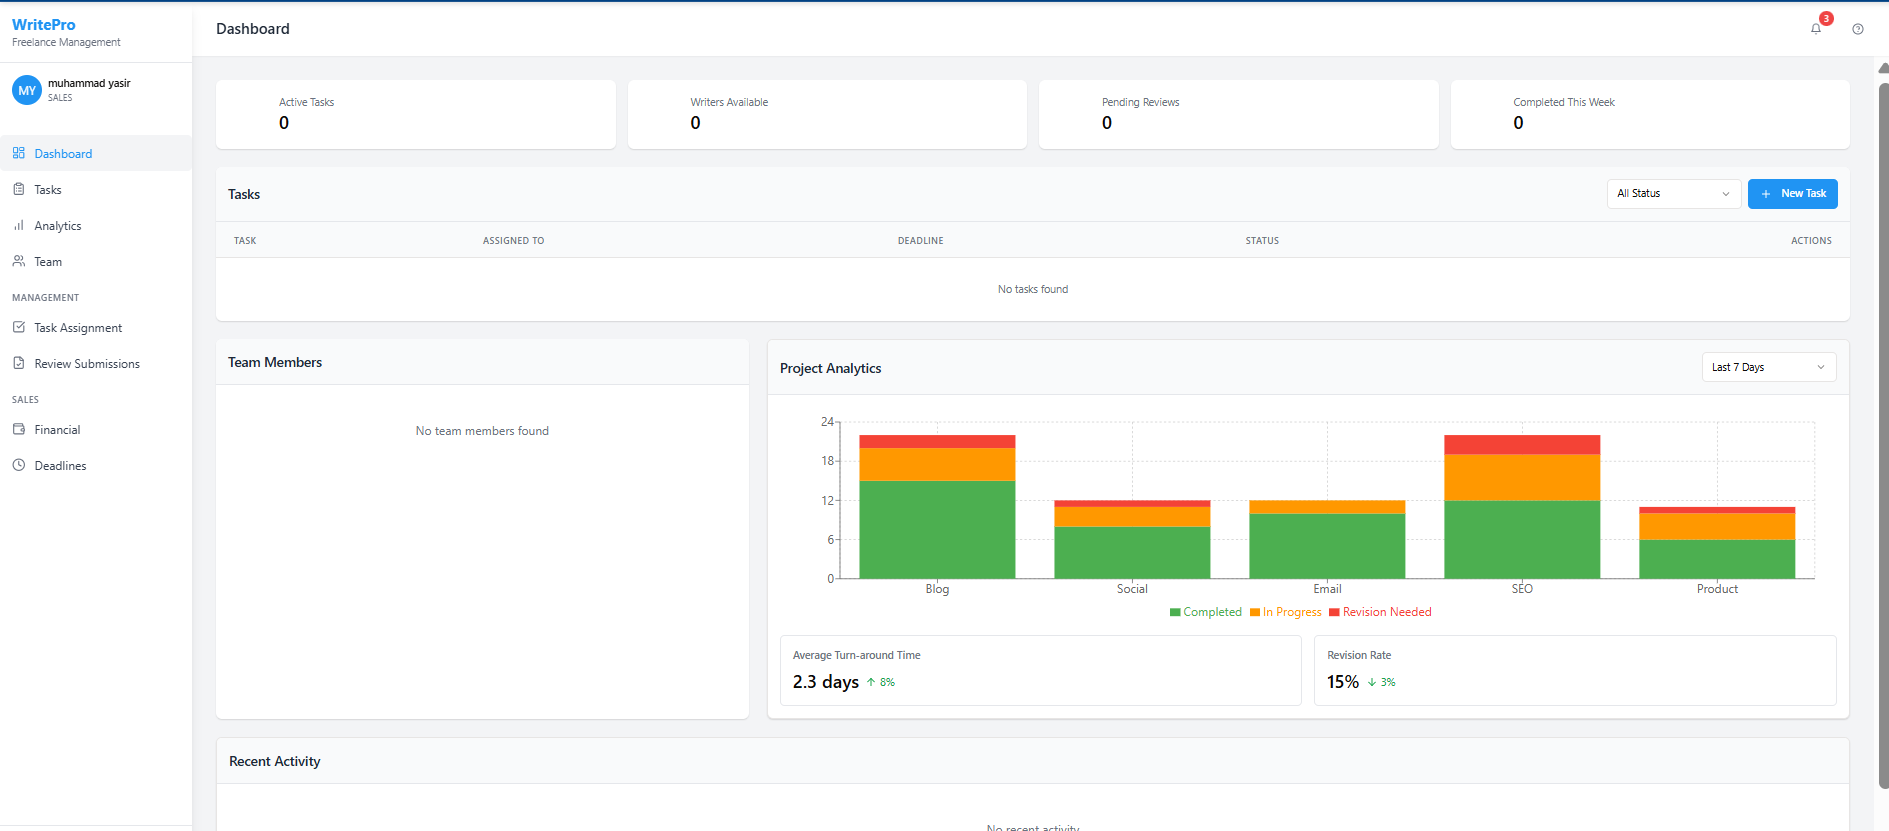 WritePro
Freelance Management
MY
muhammad yasir
SALES
Dashboard
Tasks
Analytics
Team
MANAGEMENT
Task Assignment
Review Submissions
SALES
Financial
Deadlines
Dashboard
3
Active Tasks
0
Writers Available
0
Pending Reviews
0
Completed This Week
0
Tasks
All Status
+ New Task
TASK ASSIGNED TO DEADLINE STATUS ACTIONS
No tasks found
Team Members
No team members found
Project Analytics
Last 7 Days
24
18
12
6
0
Blog Social Email SEO Product
Completed In Progress Revision Needed
Average Turn-around Time
2.3 days ↑ 8%
Revision Rate
15% ↓ 3%
Recent Activity
No recent activity